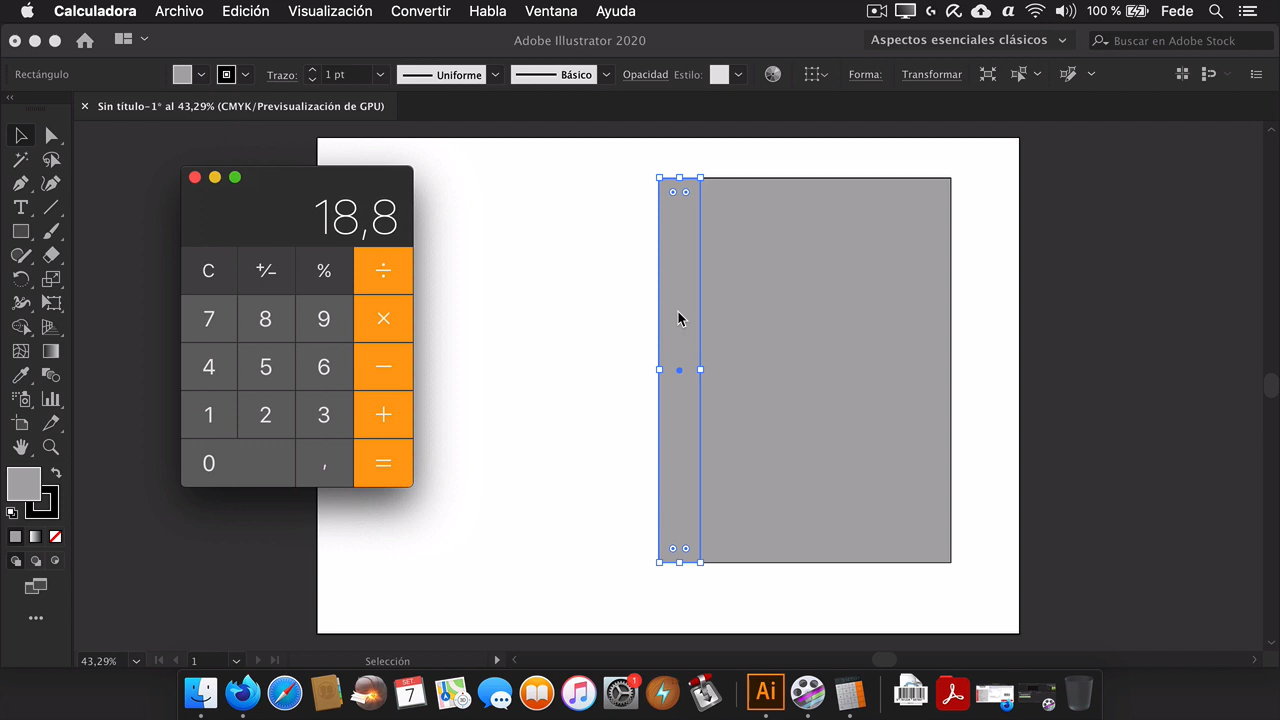 Calculadora Archivo Edición Visualización Convertir Habla Ventana Ayuda 100 % Fede
Adobe Illustrator 2020 Aspectos esenciales clásicos Buscar en Adobe Stock
Rectángulo Trazo: 1 pt Uniforme Básico Opacidad Estilo: Forma: Transformar
Sin título-1* al 43,29% (CMYK/Previsualización de GPU)
18,8
C +/− % ÷
7 8 9 ×
4 5 6 −
1 2 3 +
0 , =
43,29% 1 Selección
SET
7
1
Ai